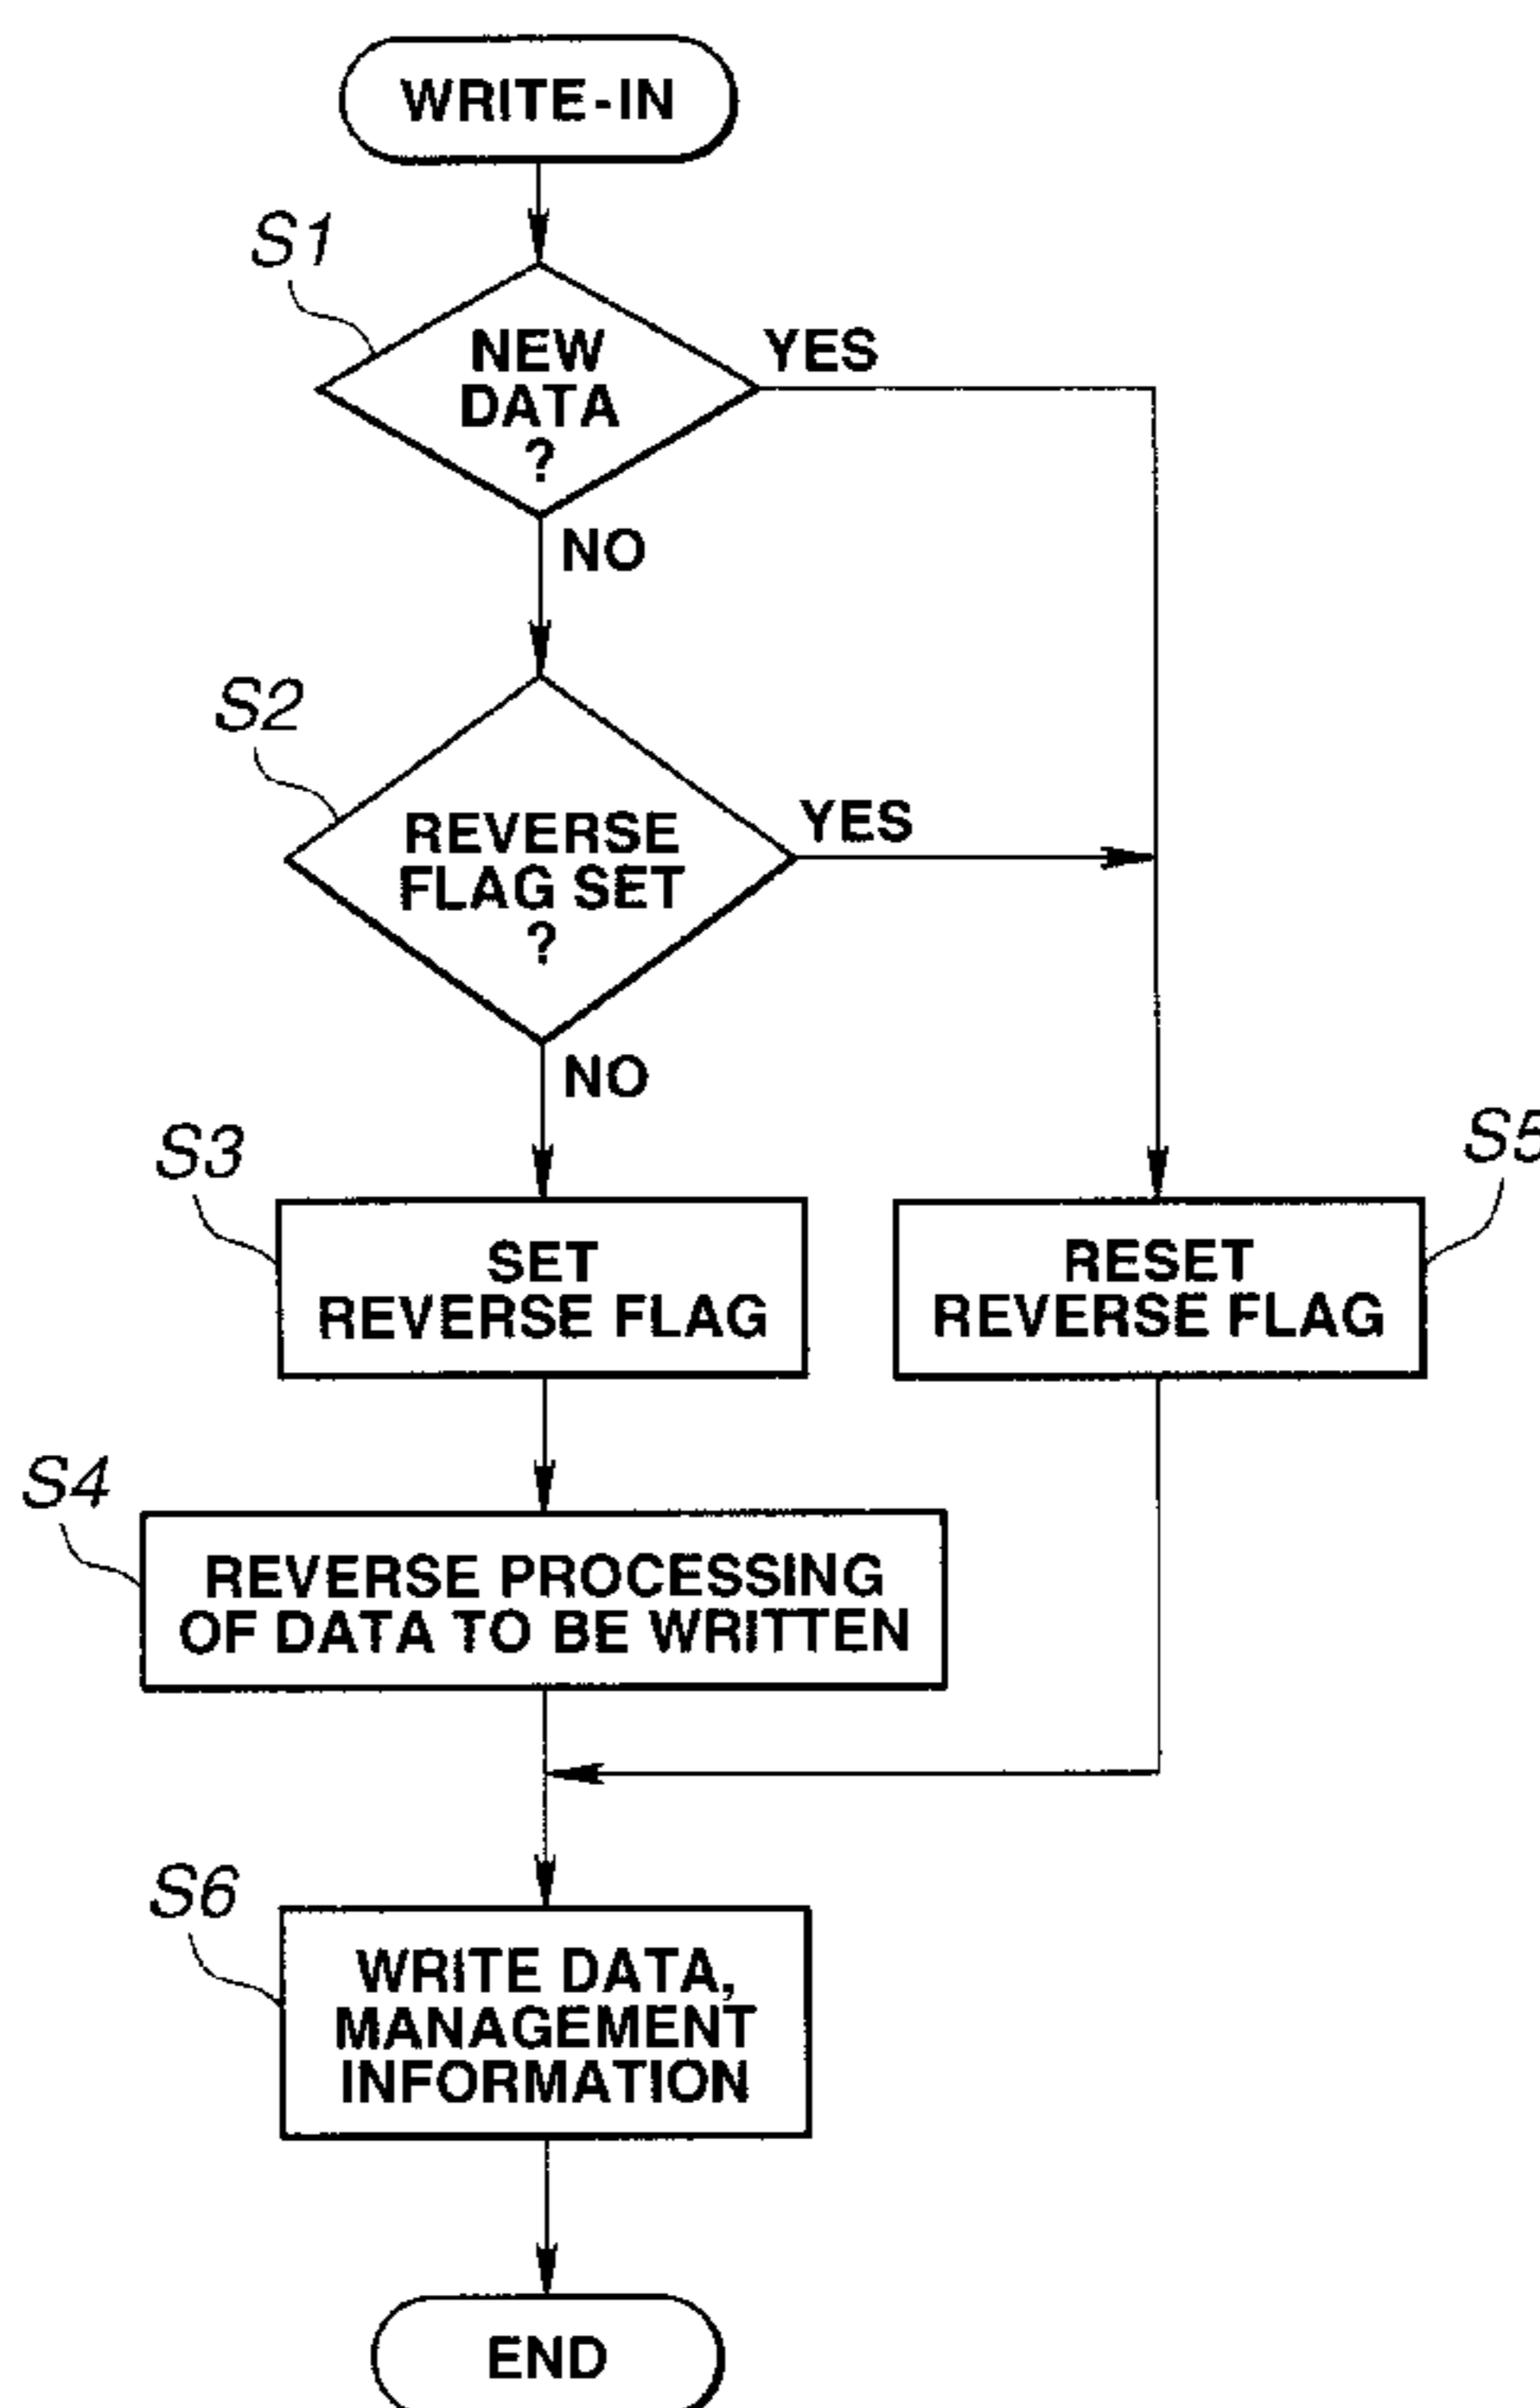 WRITE-IN
S1
NEW
DATA
?
YES
NO
S2
REVERSE
FLAG SET
?
YES
NO
S3
SET
REVERSE FLAG
S5
RESET
REVERSE FLAG
S4
REVERSE PROCESSING
OF DATA TO BE WRITTEN
S6
WRITE DATA,
MANAGEMENT
INFORMATION
END